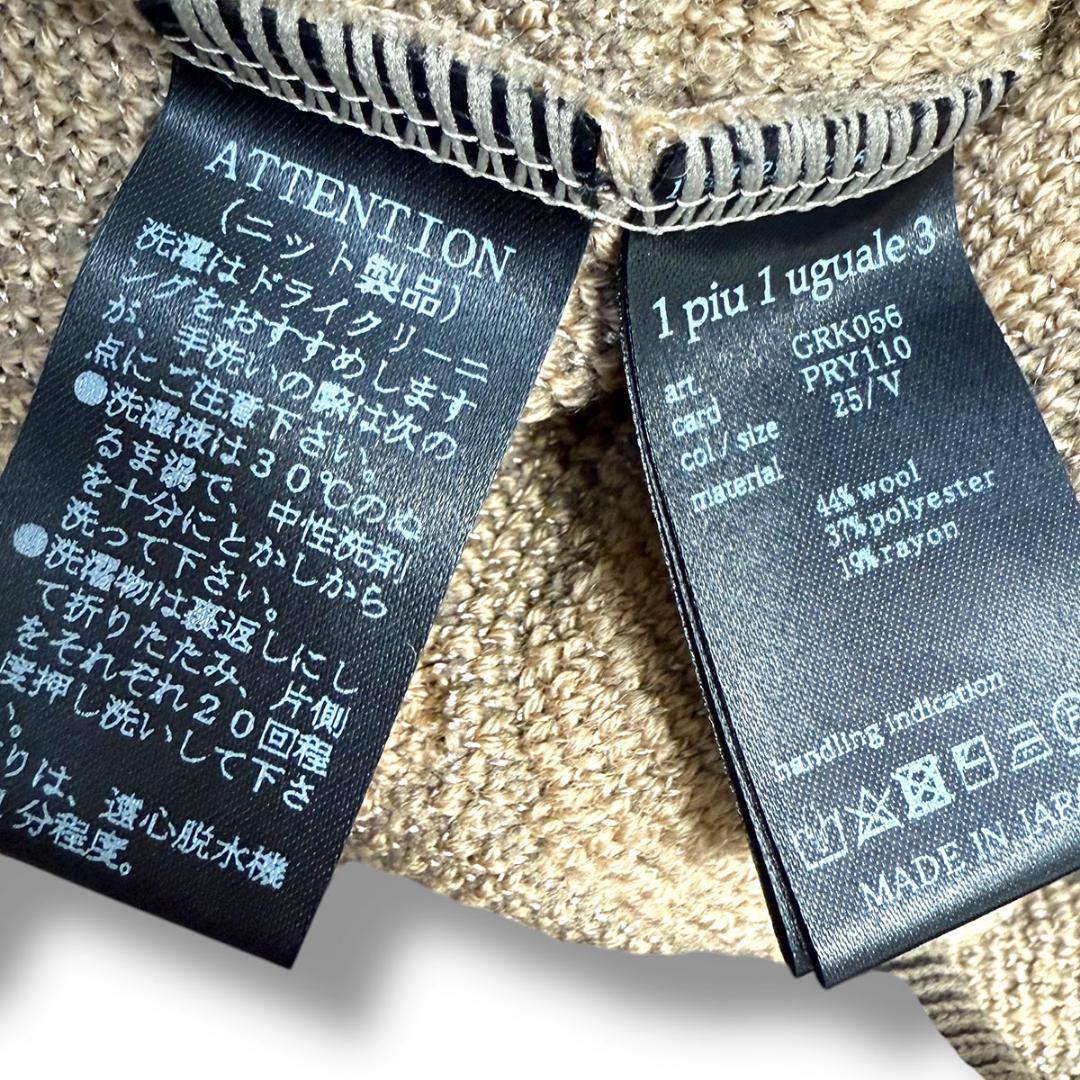 ATTENTION
(ニット製品)
洗濯はドライクリーニ
ングをおすすめします
が、手洗いの際は次の
点にご注意下さい。
●洗濯液は30℃のぬ
るま湯で、中性洗剤
を十分にとかしから
洗って下さい。
●洗濯物は裏返しにし
て折りたたみ、片側
をそれぞれ20回程
度押し洗いして下さ
い。
りは、遠心脱水機
分程度。
1 piu 1 uguale 3
art. GRK056
card PRY110
col/size 25/V
material
44% wool
37% polyester
19% rayon
handling indication
MADE IN JAPA